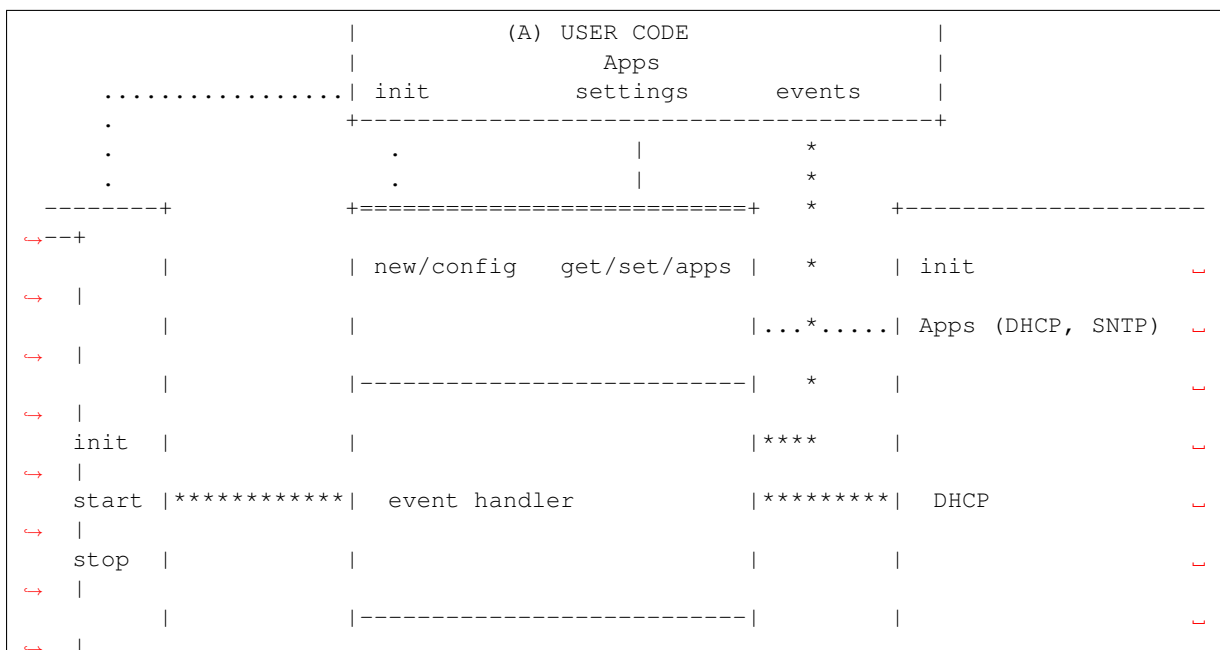 |          (A) USER CODE                 |
                       |                 Apps                   |
      .................| init          settings      events     |
      .                +----------------------------------------+
      .                   .                |           *
      .                   .                |           *
  --------+            +===========================+   *     +---------------------
↪--+
          |            | new/config   get/set/apps |   *     | init               ␣
↪  |
          |            |                           |...*.....| Apps (DHCP, SNTP)  ␣
↪  |
          |            |---------------------------|   *     |                    ␣
↪  |
    init  |            |                           |****     |                    ␣
↪  |
    start |************|  event handler            |*********|  DHCP              ␣
↪  |
    stop  |            |                           |         |                    ␣
↪  |
          |            |---------------------------|         |                    ␣
↪  |